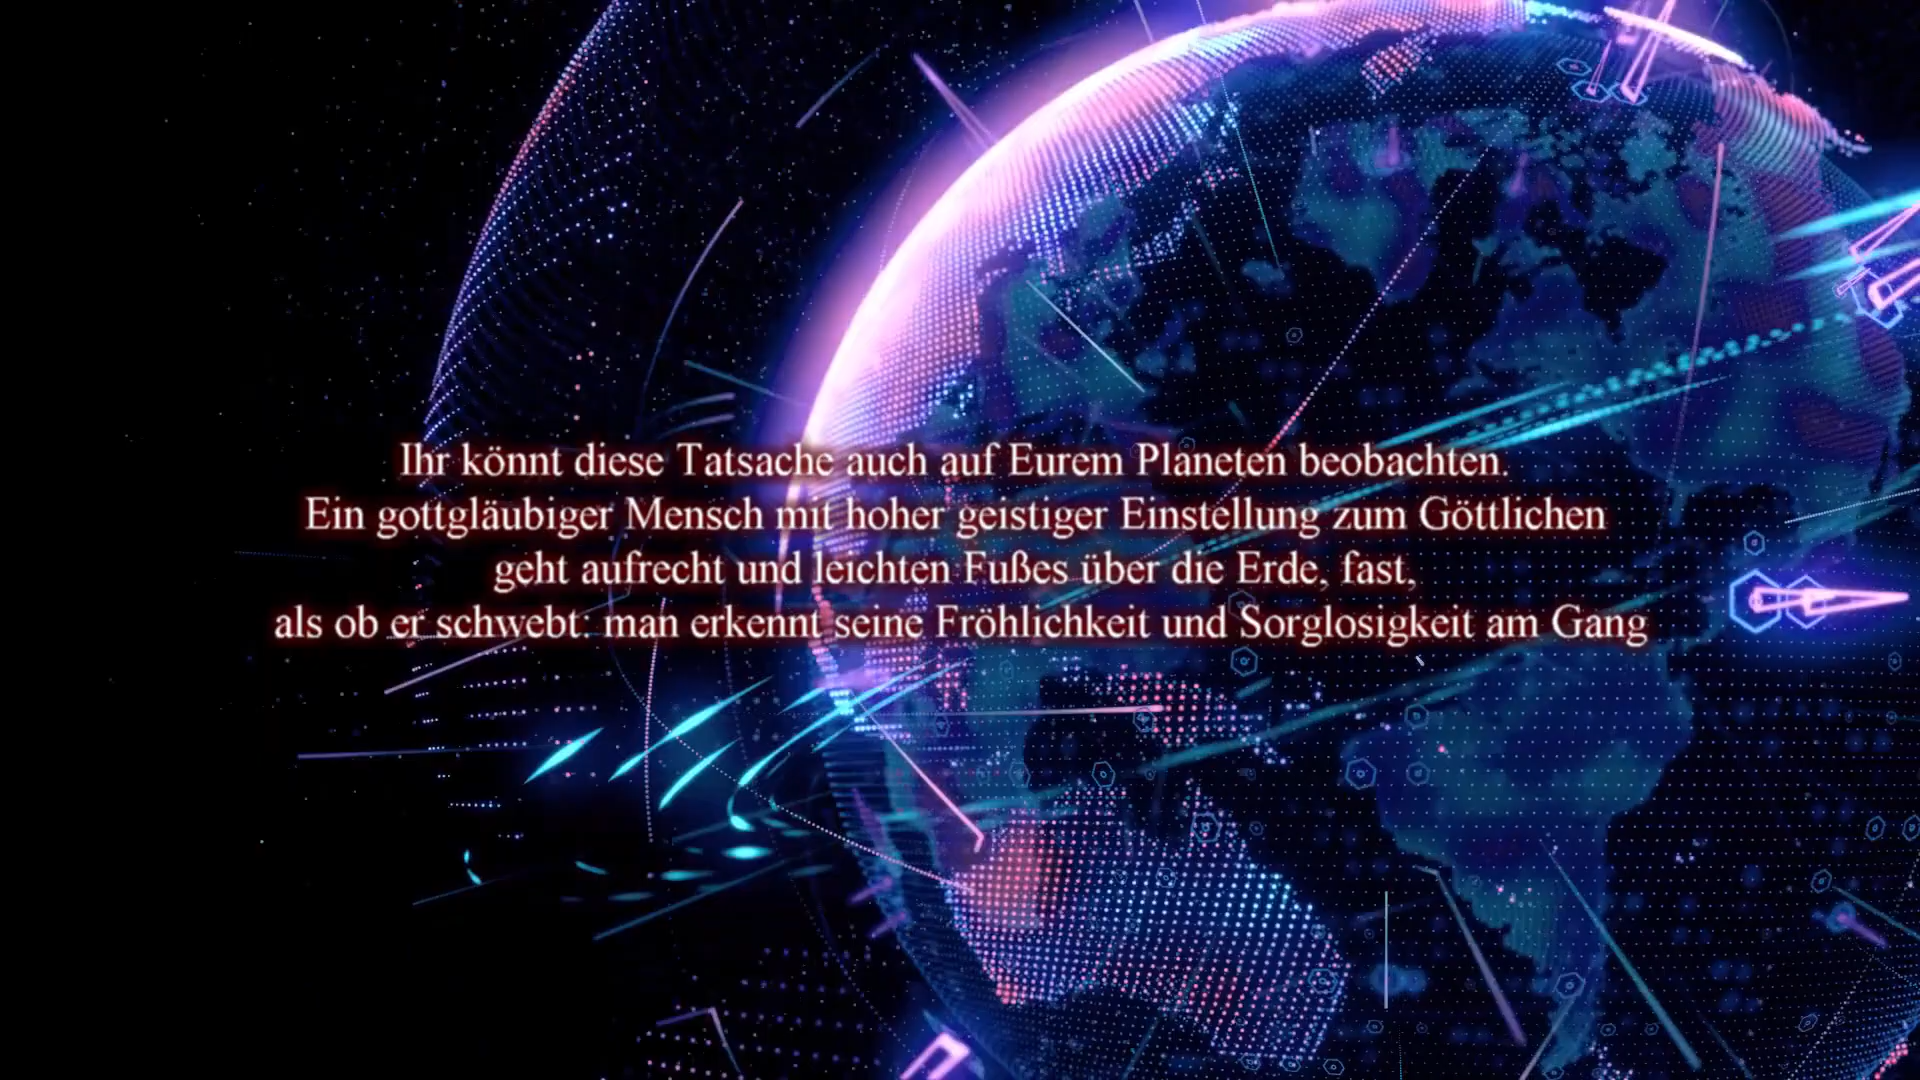 Ihr könnt diese Tatsache auch auf Eurem Planeten beobachten.
Ein gottgläubiger Mensch mit hoher geistiger Einstellung zum Göttlichen
geht aufrecht und leichten Fußes über die Erde, fast,
als ob er schwebt: man erkennt seine Fröhlichkeit und Sorglosigkeit am Gang